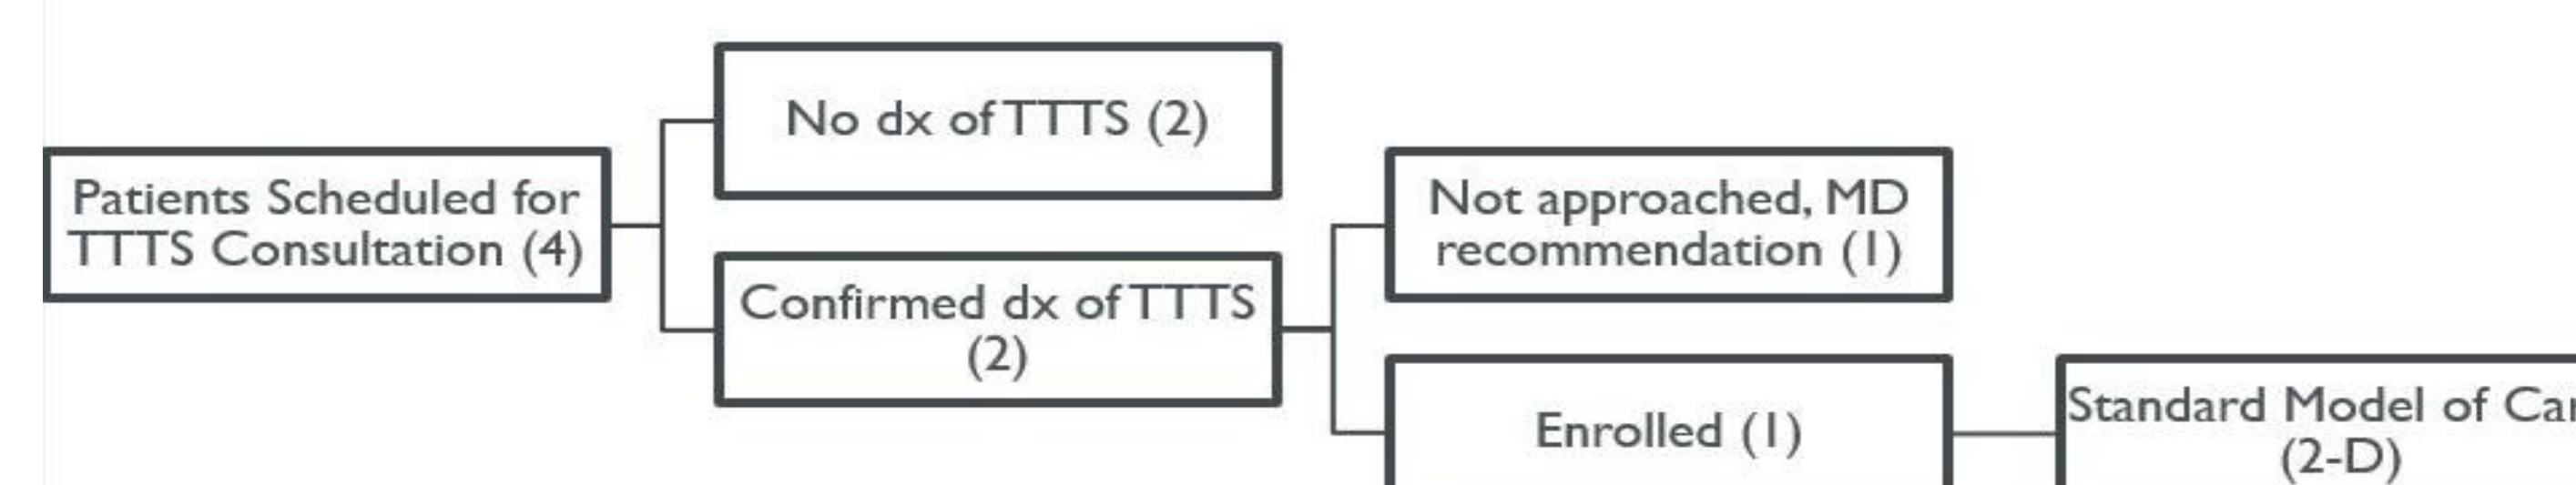 No dx of TTTS (2)
Patients Scheduled for
TTTS Consultation (4)
Not approached, MD
recommendation (1)
Confirmed dx of TTTS
(2)
Enrolled (1)
Standard Model of
(2-D)